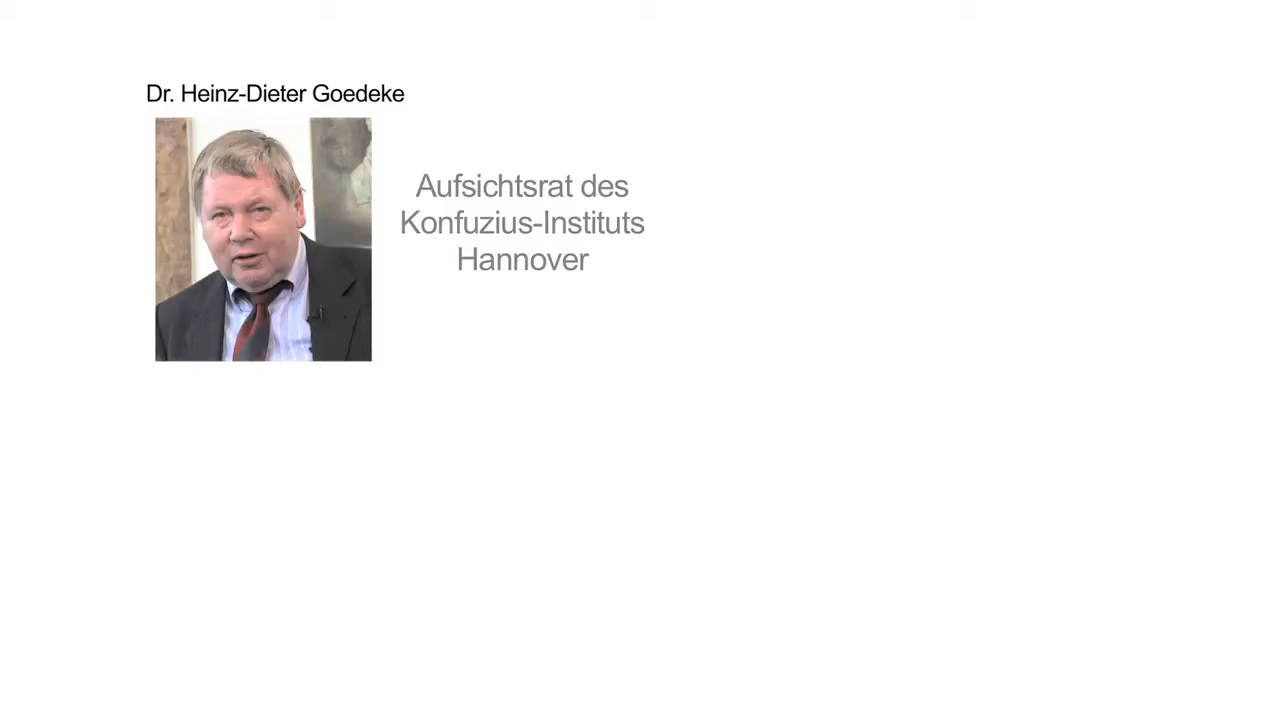 Dr. Heinz-Dieter Goedeke
Aufsichtsrat des
Konfuzius-Instituts
Hannover